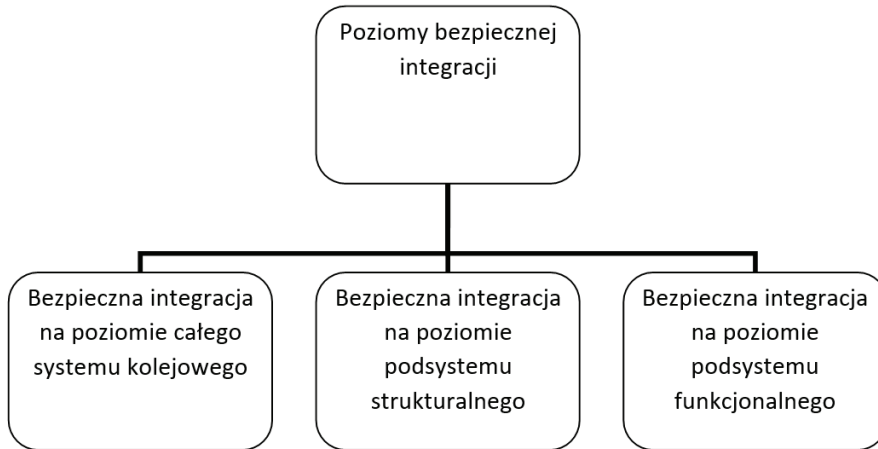 Poziomy bezpiecznej
integracji
Bezpieczna integracja
na poziomie całego
systemu kolejowego
Bezpieczna integracja
na poziomie
podsystemu
strukturalnego
Bezpieczna integracja
na poziomie
podsystemu
funkcjonalnego